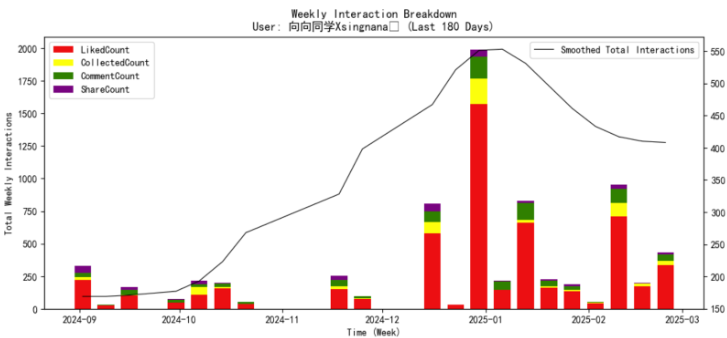 Weekly Interaction Breakdown
User: 向向同学Xsingnana□ (Last 180 Days)
LikedCount
CollectedCount
CommentCount
ShareCount
Smoothed Total Interactions
Total Weekly Interactions
2000
1750
1500
1250
1000
750
500
250
0
550
500
450
400
350
300
250
200
150
2024-09
2024-10
2024-11
2024-12
2025-01
2025-02
2025-03
Time (Week)